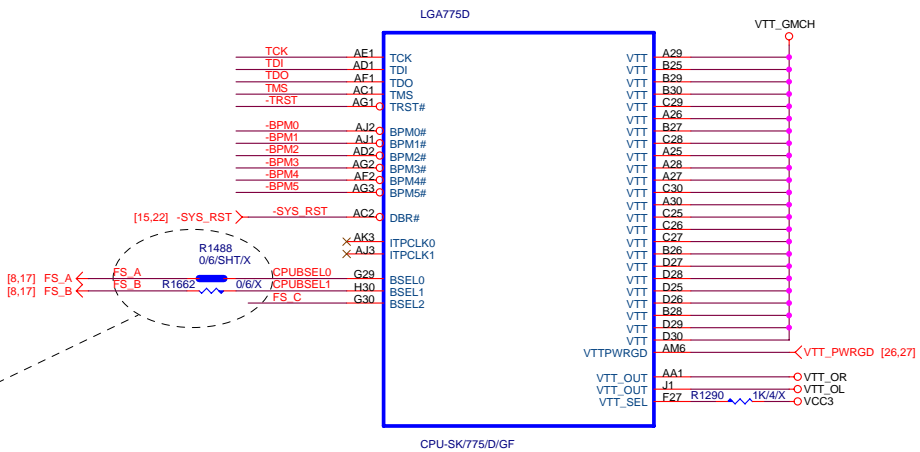 LGA775D
VTT_GMCH
TCK AE1 TCK VTT A29
TDI AD1 TDI VTT B25
TDO AF1 TDO VTT B29
TMS AC1 TMS VTT B30
-TRST AG1 TRST# VTT C29
VTT A26
-BPM0 AJ2 BPM0# VTT B27
-BPM1 AJ1 BPM1# VTT C28
-BPM2 AD2 BPM2# VTT A25
-BPM3 AG2 BPM3# VTT A28
-BPM4 AF2 BPM4# VTT A27
-BPM5 AG3 BPM5# VTT C30
VTT A30
[15,22] -SYS_RST -SYS_RST AC2 DBR# VTT C25
VTT C26
AK3 ITPCLK0 VTT C27
AJ3 ITPCLK1 VTT B26
R1488
0/6/SHT/X
VTT D27
[8,17] FS_A FS_A CPUBSEL0 G29 BSEL0 VTT D28
[8,17] FS_B FS_B R1662 0/6/X CPUBSEL1 H30 BSEL1 VTT D25
FS_C G30 BSEL2 VTT D26
VTT B28
VTT D29
VTT D30
VTTPWRGD AM6 VTT_PWRGD [26,27]
VTT_OUT AA1 VTT_OR
VTT_OUT J1 VTT_OL
VTT_SEL F27 R1290 1K/4/X VCC3
CPU-SK/775/D/GF